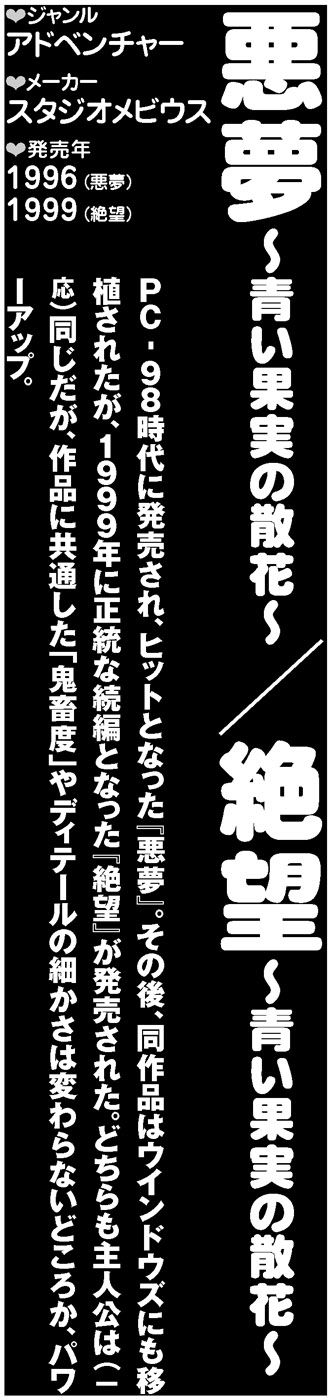 悪夢～青い果実の散花～／絶望～青い果実の散花～
❤ジャンル
アドベンチャー
❤メーカー
スタジオメビウス
❤発売年
1996（悪夢）
1999（絶望）
PC-98時代に発売され、ヒットとなった『悪夢』。その後、同作品はウインドウズにも移
植されたが、1999年に正統な続編となった『絶望』が発売された。どちらも主人公は（一
応）同じだが、作品に共通した「鬼畜度」やディテールの細かさは変わらないどころか、パワ
ーアップ。